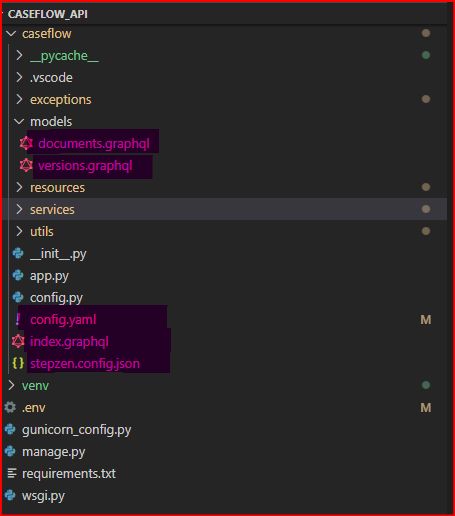 CASEFLOW_API
caseflow
__pycache__
.vscode
exceptions
models
documents.graphql
versions.graphql
resources
services
utils
__init__.py
app.py
config.py
! config.yaml M
index.graphql
{} stepzen.config.json
venv
.env M
gunicorn_config.py
manage.py
requirements.txt
wsgi.py